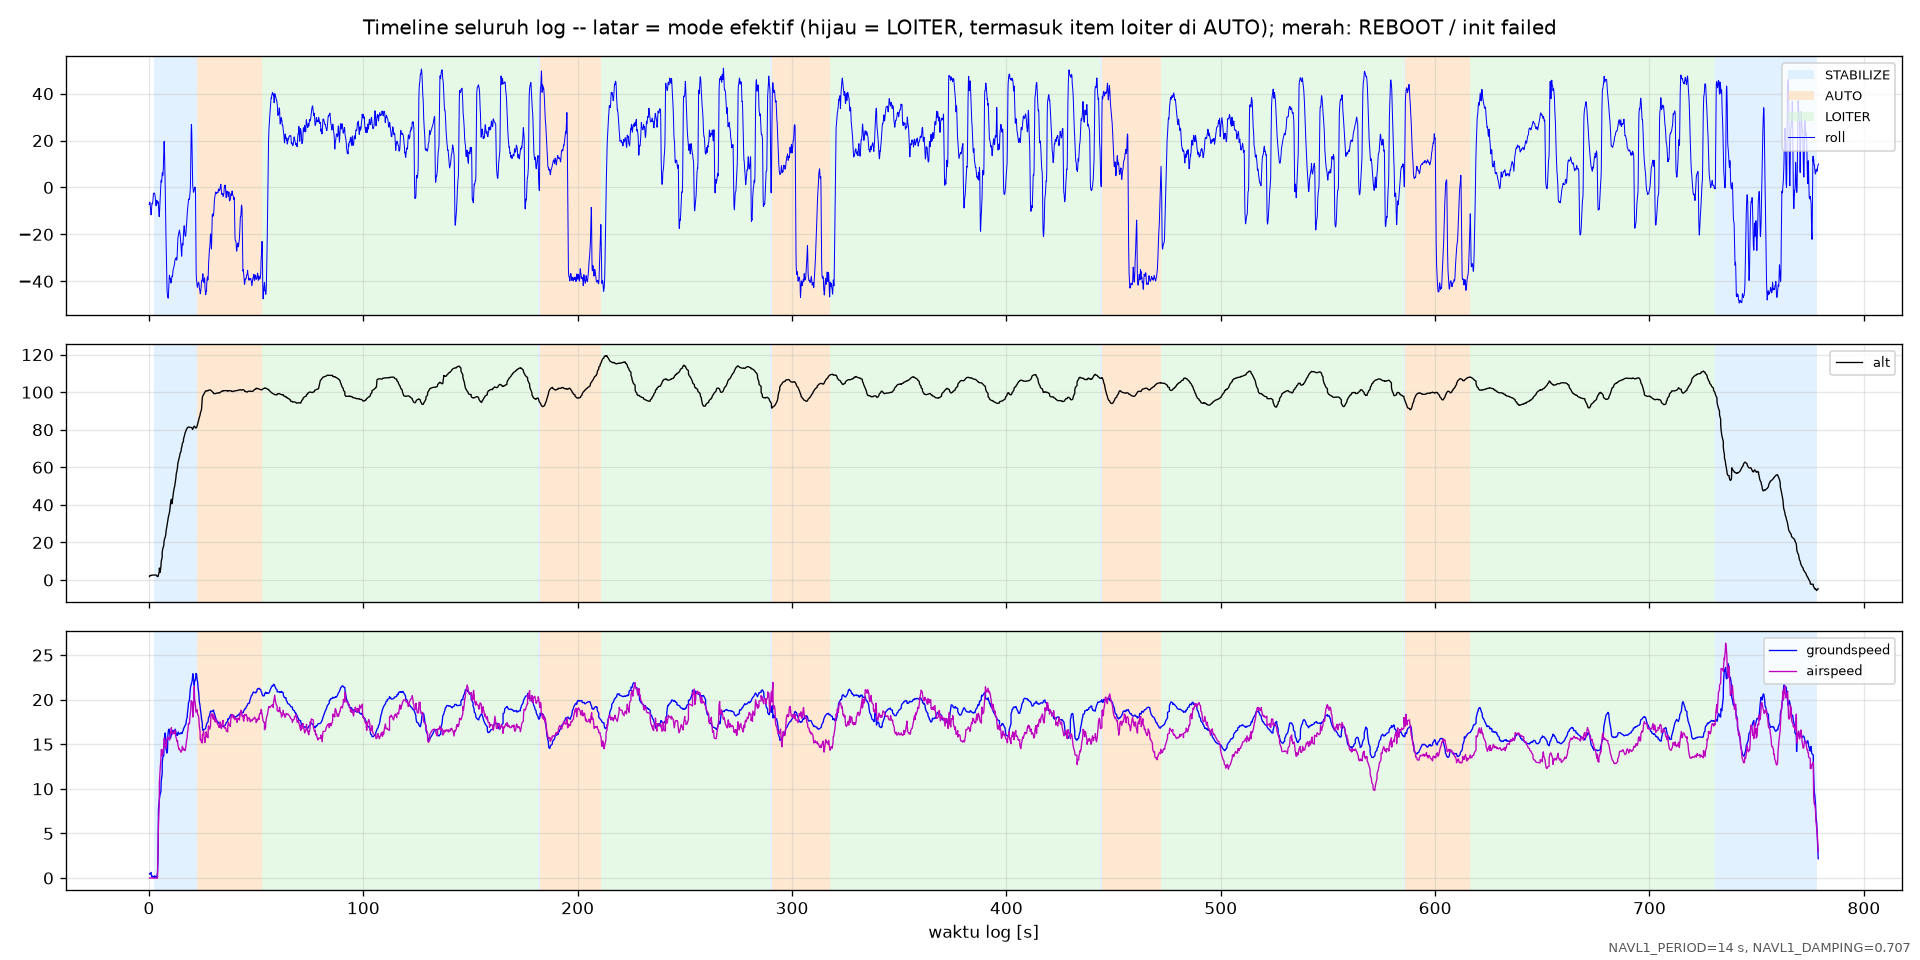 Timeline seluruh log -- latar = mode efektif (hijau = LOITER, termasuk item loiter di AUTO); merah: REBOOT / init failed
40
20
0
−20
−40
STABILIZE
AUTO
LOITER
roll
120
100
80
60
40
20
0
alt
25
20
15
10
5
0
groundspeed
airspeed
0 100 200 300 400 500 600 700 800
waktu log [s]
NAVL1_PERIOD=14 s, NAVL1_DAMPING=0.707